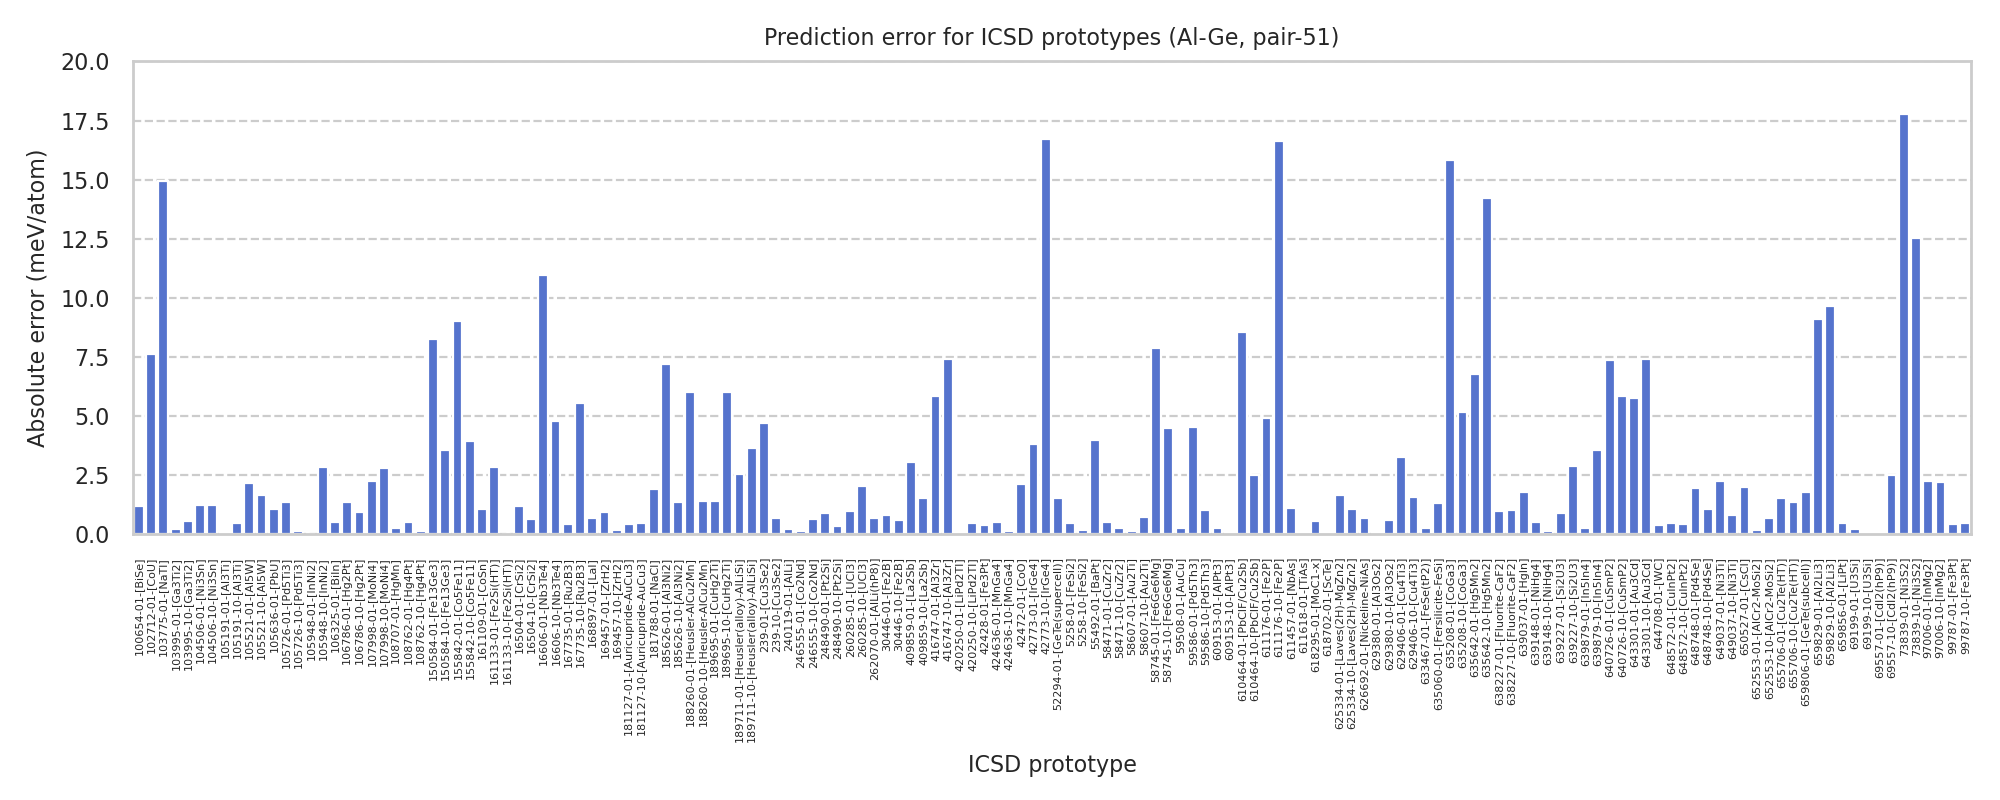 Prediction error for ICSD prototypes (Al-Ge, pair-51)
Absolute error (meV/atom)
20.0
17.5
15.0
12.5
10.0
7.5
5.0
2.5
0.0
100654-01-[BiSe]
102712-01-[CoU]
103775-01-[NaTl]
103995-01-[Ga3Ti2]
103995-10-[Ga3Ti2]
104506-01-[Ni3Sn]
104506-10-[Ni3Sn]
105191-01-[Al3Ti]
105191-10-[Al3Ti]
105521-01-[Al5W]
105521-10-[Al5W]
105636-01-[PbU]
105726-01-[Pd5Ti3]
105726-10-[Pd5Ti3]
105948-01-[InNi2]
105948-10-[InNi2]
106325-01-[BiIn]
106786-01-[Hg2Pt]
106786-10-[Hg2Pt]
107998-01-[MoNi4]
107998-10-[MoNi4]
108707-01-[HgMn]
108762-01-[Hg4Pt]
108762-10-[Hg4Pt]
150584-01-[Fe13Ge3]
150584-10-[Fe13Ge3]
155842-01-[Co5Fe11]
155842-10-[Co5Fe11]
161109-01-[CoSn]
161133-01-[Fe2Si(HT)]
161133-10-[Fe2Si(HT)]
16504-01-[CrSi2]
16504-10-[CrSi2]
16606-01-[Nb3Te4]
16606-10-[Nb3Te4]
167735-01-[Ru2B3]
167735-10-[Ru2B3]
168897-01-[LaI]
169457-01-[ZrH2]
169457-10-[ZrH2]
181127-01-[Auricupride-AuCu3]
181127-10-[Auricupride-AuCu3]
181788-01-[NaCl]
185626-01-[Al3Ni2]
185626-10-[Al3Ni2]
188260-01-[Heusler-AlCu2Mn]
188260-10-[Heusler-AlCu2Mn]
189695-01-[CuHg2Ti]
189695-10-[CuHg2Ti]
189711-01-[Heusler(alloy)-AlLiSi]
189711-10-[Heusler(alloy)-AlLiSi]
239-01-[Cu3Se2]
239-10-[Cu3Se2]
240119-01-[AlLi]
246555-01-[Co2Nd]
246555-10-[Co2Nd]
248490-01-[Pt2Si]
248490-10-[Pt2Si]
260285-01-[UCl3]
260285-10-[UCl3]
262070-01-[AlLi(hP8)]
30446-01-[Fe2B]
30446-10-[Fe2B]
409859-01-[La2Sb]
409859-10-[La2Sb]
416747-01-[Al3Zr]
416747-10-[Al3Zr]
420250-01-[LiPd2Tl]
420250-10-[LiPd2Tl]
42428-01-[Fe3Pt]
424636-01-[MnGa4]
424636-10-[MnGa4]
42472-01-[CoO]
42773-01-[IrGe4]
42773-10-[IrGe4]
52294-01-[GeTe(supercell)]
5258-01-[FeSi2]
5258-10-[FeSi2]
55492-01-[BaPt]
58471-01-[CuZr2]
58471-10-[CuZr2]
58607-01-[Au2Ti]
58607-10-[Au2Ti]
58745-01-[Fe6Ge6Mg]
58745-10-[Fe6Ge6Mg]
59508-01-[AuCu]
59586-01-[Pd5Th3]
59586-10-[Pd5Th3]
609153-01-[AlPt3]
609153-10-[AlPt3]
610464-01-[PbClF/Cu2Sb]
610464-10-[PbClF/Cu2Sb]
611176-01-[Fe2P]
611176-10-[Fe2P]
611457-01-[NbAs]
611618-01-[TiAs]
618295-01-[MoC1-x]
618702-01-[ScTe]
625334-01-[Laves(2H)-MgZn2]
625334-10-[Laves(2H)-MgZn2]
626692-01-[Nickeline-NiAs]
629380-01-[Al3Os2]
629380-10-[Al3Os2]
629406-01-[Cu4Ti3]
629406-10-[Cu4Ti3]
633467-01-[FeSe(tP2)]
635060-01-[Fersilicite-FeSi]
635208-01-[CoGa3]
635208-10-[CoGa3]
635642-01-[Hg5Mn2]
635642-10-[Hg5Mn2]
638227-01-[Fluorite-CaF2]
638227-10-[Fluorite-CaF2]
639037-01-[HgIn]
639148-01-[NiHg4]
639148-10-[NiHg4]
639227-01-[Si2U3]
639227-10-[Si2U3]
639879-01-[InSIn4]
639879-10-[InSIn4]
640726-01-[CuSmP2]
640726-10-[CuSmP2]
643301-01-[Au3Cd]
643301-10-[Au3Cd]
644708-01-[WC]
648572-01-[CuInPt2]
648572-10-[CuInPt2]
648748-01-[Pd4Se]
648748-10-[Pd4Se]
649037-01-[Ni3Ti]
649037-10-[Ni3Ti]
650527-01-[CsCl]
652553-01-[AlCr2-MoSi2]
652553-10-[AlCr2-MoSi2]
655706-01-[Cu2Te(HT)]
655706-10-[Cu2Te(HT)]
659806-01-[GeTe(subcell)]
659829-01-[Al2Li3]
659829-10-[Al2Li3]
659856-01-[LiPt]
69199-01-[U3Si]
69199-10-[U3Si]
69557-01-[CdI2(hP9)]
69557-10-[CdI2(hP9)]
73839-01-[Ni3S2]
73839-10-[Ni3S2]
97006-01-[InMg2]
97006-10-[InMg2]
99787-01-[Fe3Pt]
99787-10-[Fe3Pt]
ICSD prototype